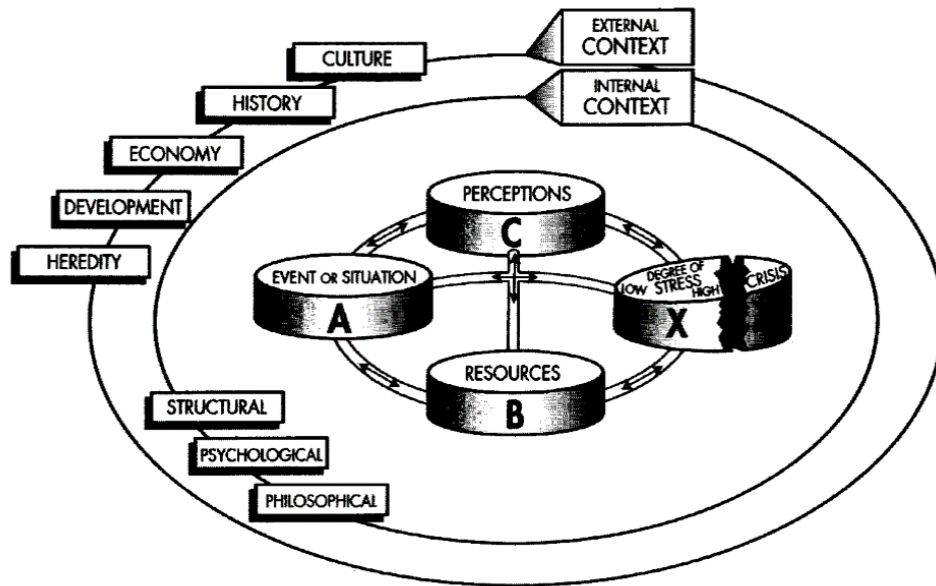 EXTERNAL
CONTEXT
INTERNAL
CONTEXT
CULTURE
HISTORY
ECONOMY
DEVELOPMENT
HEREDITY
PERCEPTIONS
C
EVENT OR SITUATION
A
DEGREE OF
STRESS
LOW
HIGH
CRISIS
X
RESOURCES
B
STRUCTURAL
PSYCHOLOGICAL
PHILOSOPHICAL